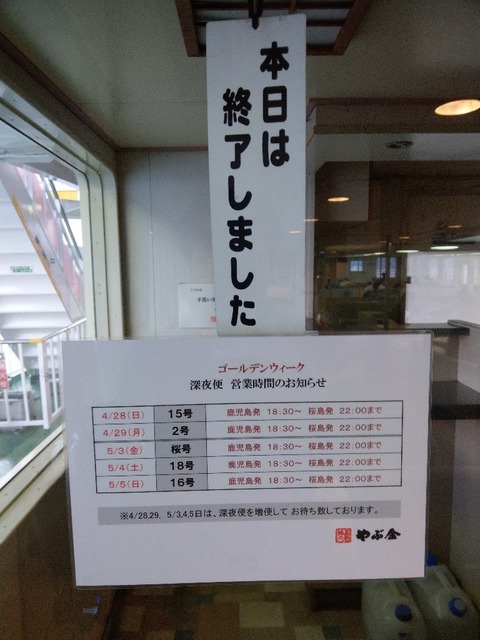 本日は
終了しました
ゴールデンウィーク
深夜便 営業時間のお知らせ
4/28(日) 15号 鹿児島発 18:30～ 桜島発 22:00まで
4/29(月) 2号 鹿児島発 18:30～ 桜島発 22:00まで
5/3(金) 桜号 鹿児島発 18:30～ 桜島発 22:00まで
5/4(土) 18号 鹿児島発 18:30～ 桜島発 22:00まで
5/5(日) 16号 鹿児島発 18:30～ 桜島発 22:00まで
※4/28,29, 5/3,4,5日は、深夜便を増便して お待ち致しております。
やぶ金